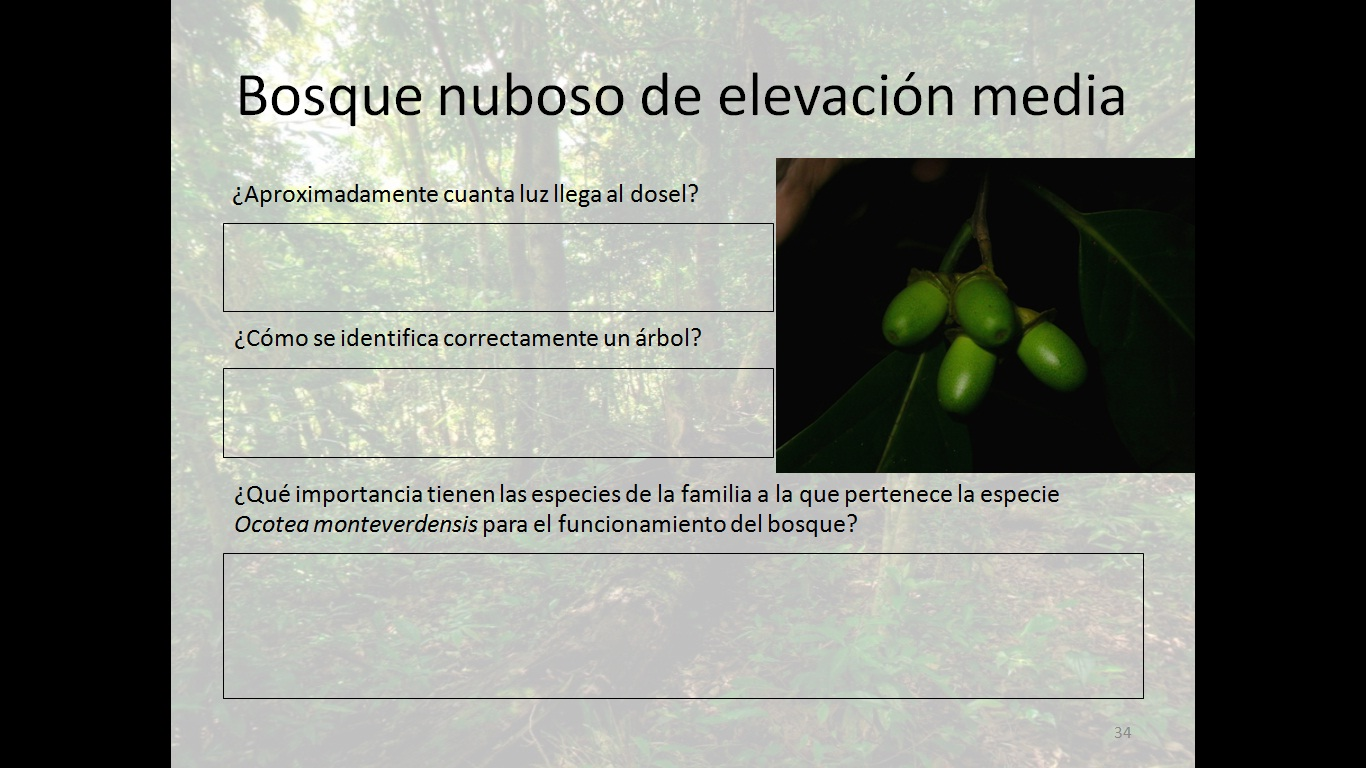 Bosque nuboso de elevación media
¿Aproximadamente cuanta luz llega al dosel?
¿Cómo se identifica correctamente un árbol?
¿Qué importancia tienen las especies de la familia a la que pertenece la especie
Ocotea monteverdensis para el funcionamiento del bosque?
34